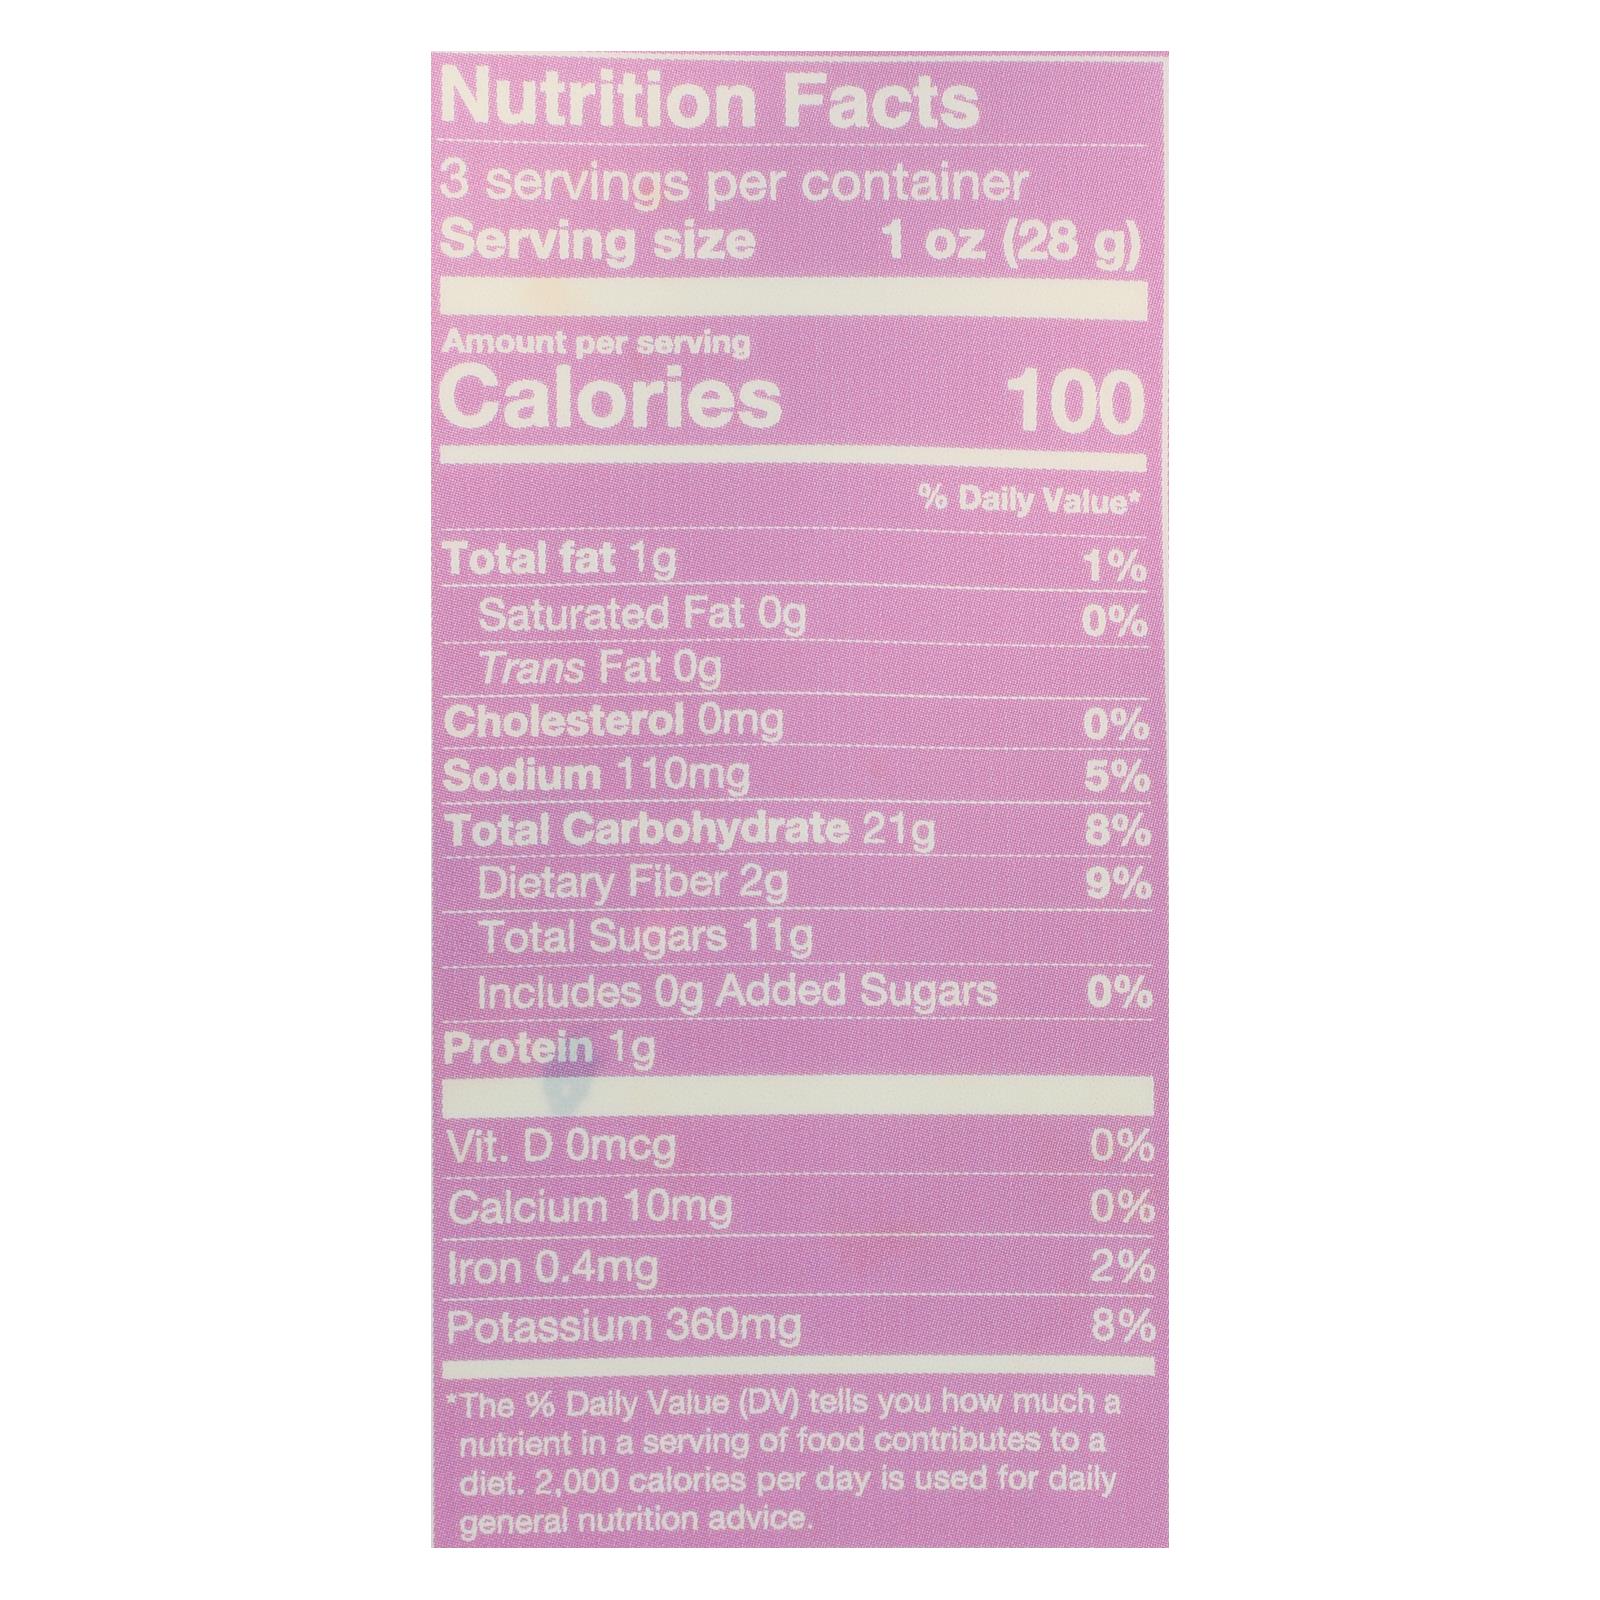 Nutrition Facts
3 servings per container
Serving size 1 oz (28 g)
Amount per serving
Calories 100
% Daily Value*
Total fat 1g 1%
Saturated Fat 0g 0%
Trans Fat 0g
Cholesterol 0mg 0%
Sodium 110mg 5%
Total Carbohydrate 21g 8%
Dietary Fiber 2g 9%
Total Sugars 11g
Includes 0g Added Sugars 0%
Protein 1g
Vit. D 0mcg 0%
Calcium 10mg 0%
Iron 0.4mg 2%
Potassium 360mg 8%
*The % Daily Value (DV) tells you how much a
nutrient in a serving of food contributes to a
diet. 2,000 calories per day is used for daily
general nutrition advice.